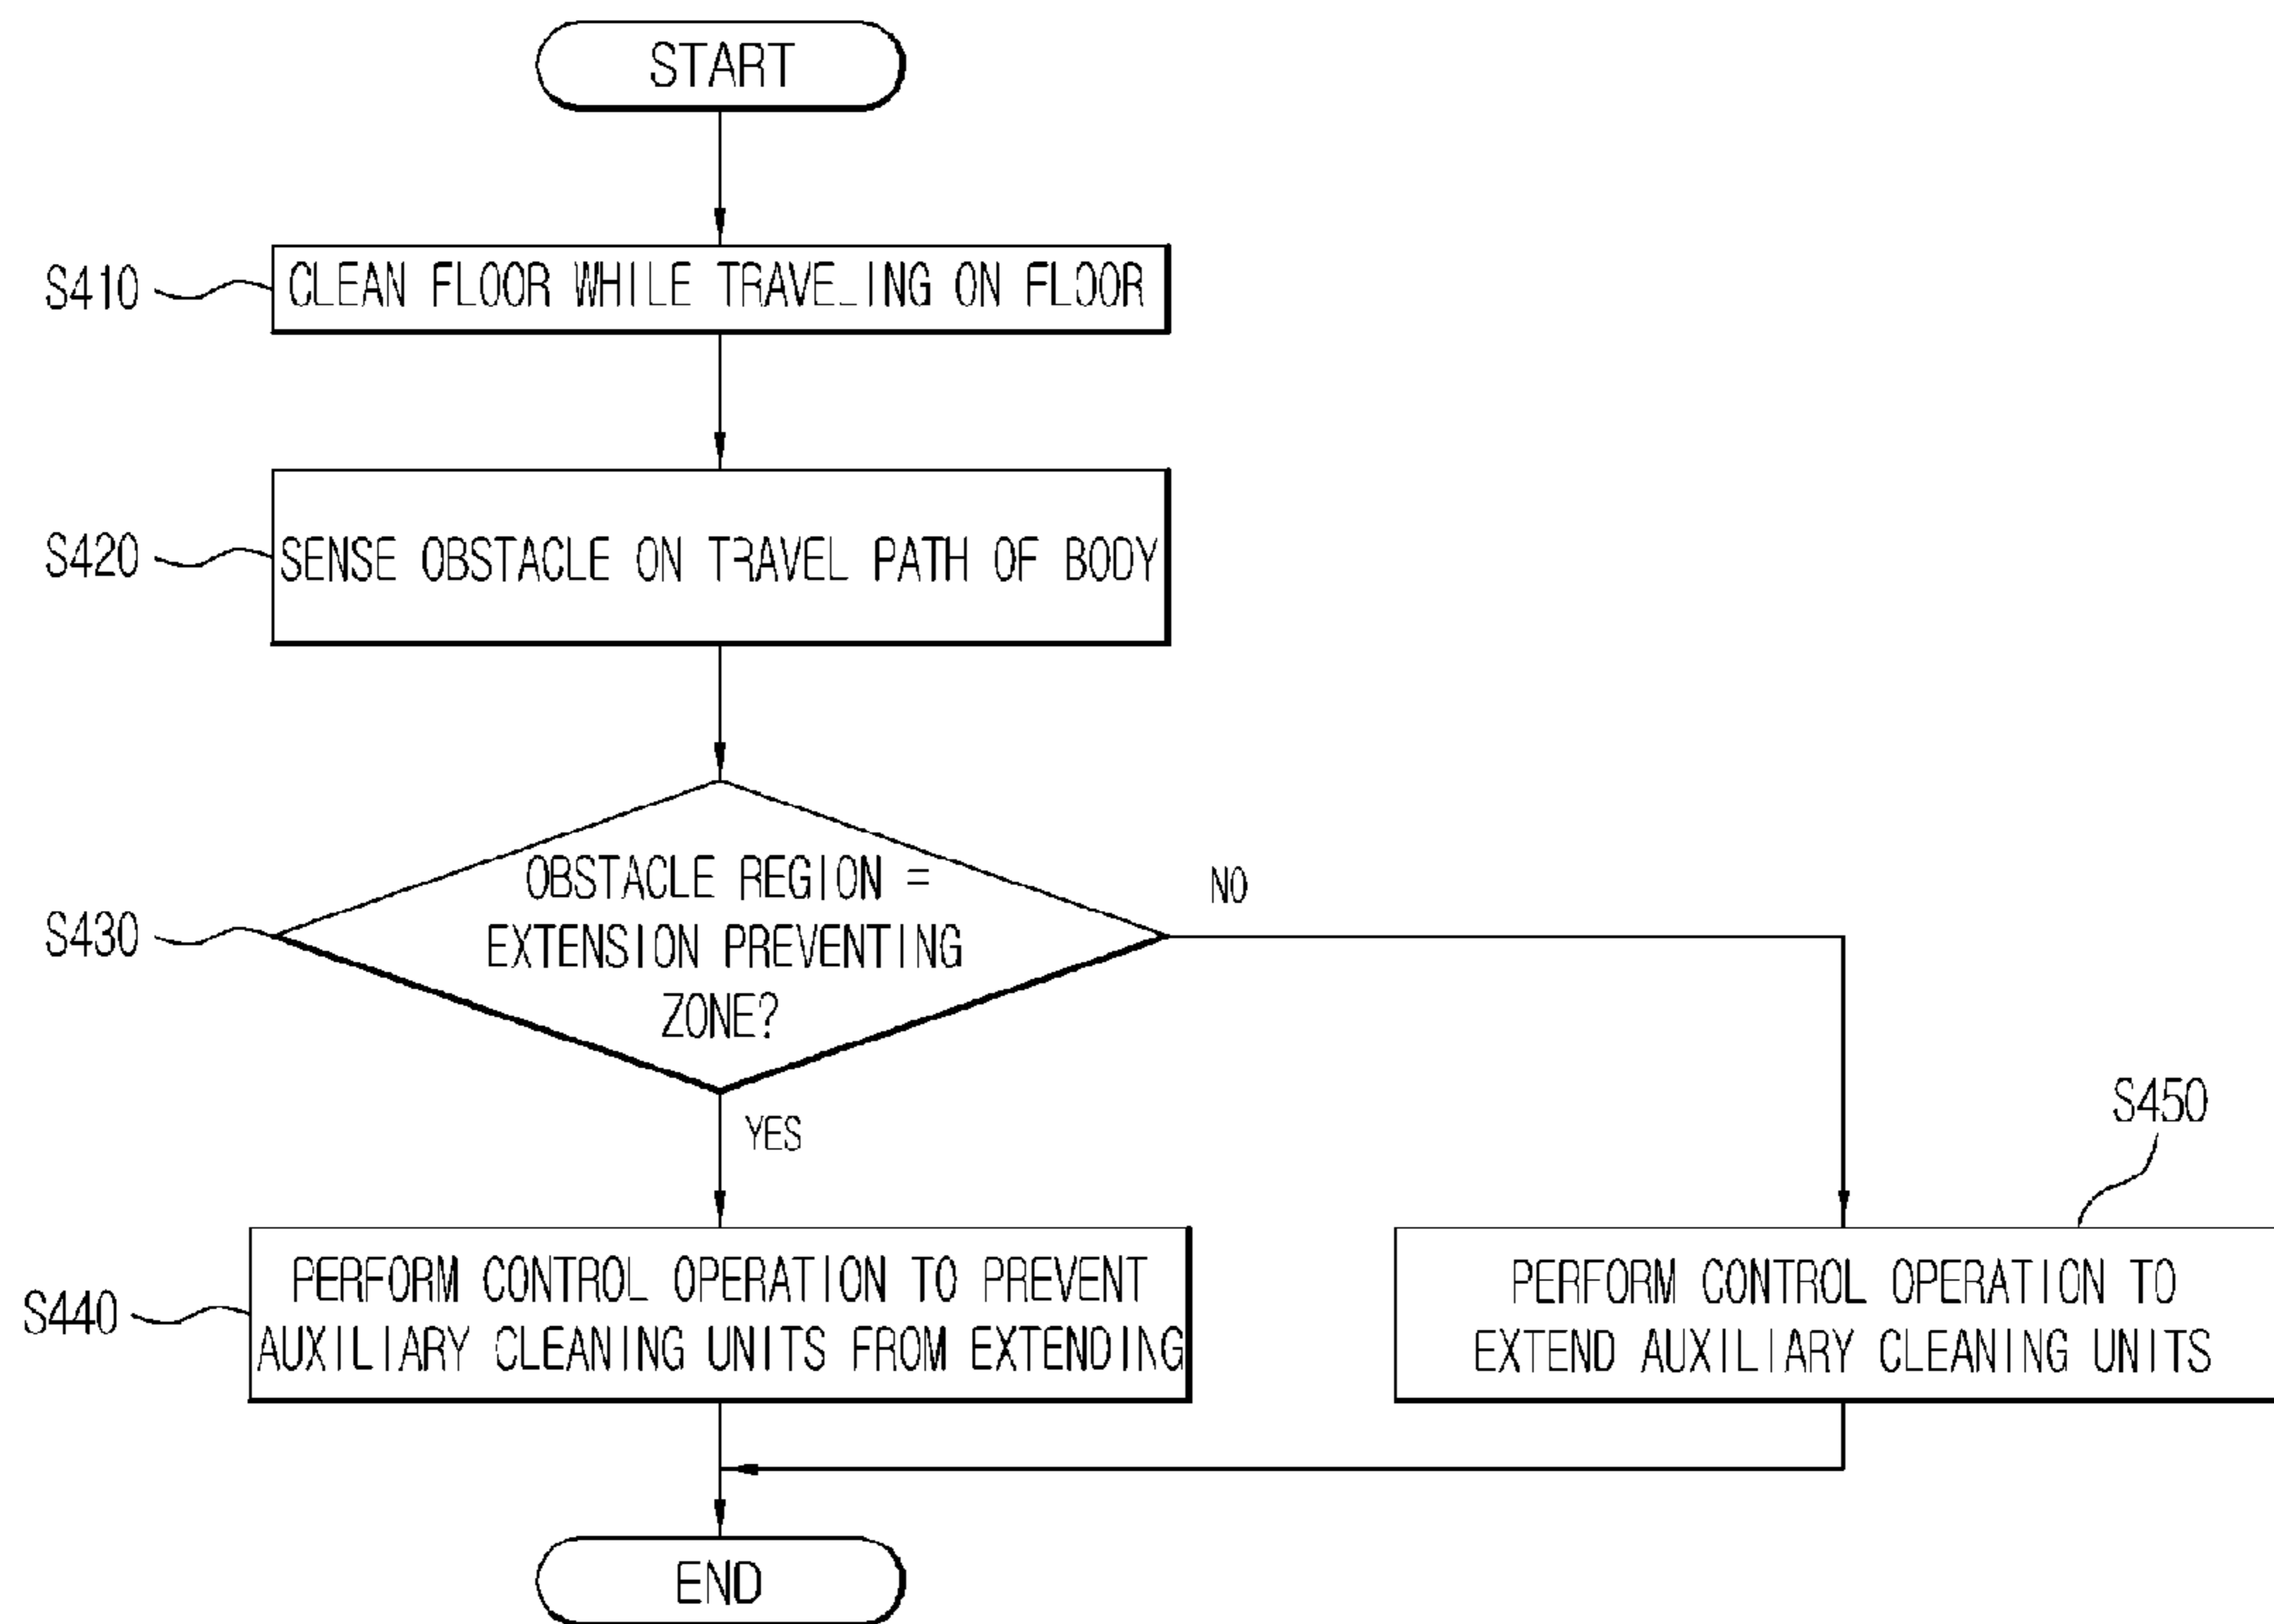 START
S410
CLEAN FLOOR WHILE TRAVELING ON FLOOR
S420
SENSE OBSTACLE ON TRAVEL PATH OF BODY
S430
OBSTACLE REGION =
EXTENSION PREVENTING
ZONE?
NO
YES
S440
PERFORM CONTROL OPERATION TO PREVENT
AUXILIARY CLEANING UNITS FROM EXTENDING
S450
PERFORM CONTROL OPERATION TO
EXTEND AUXILIARY CLEANING UNITS
END